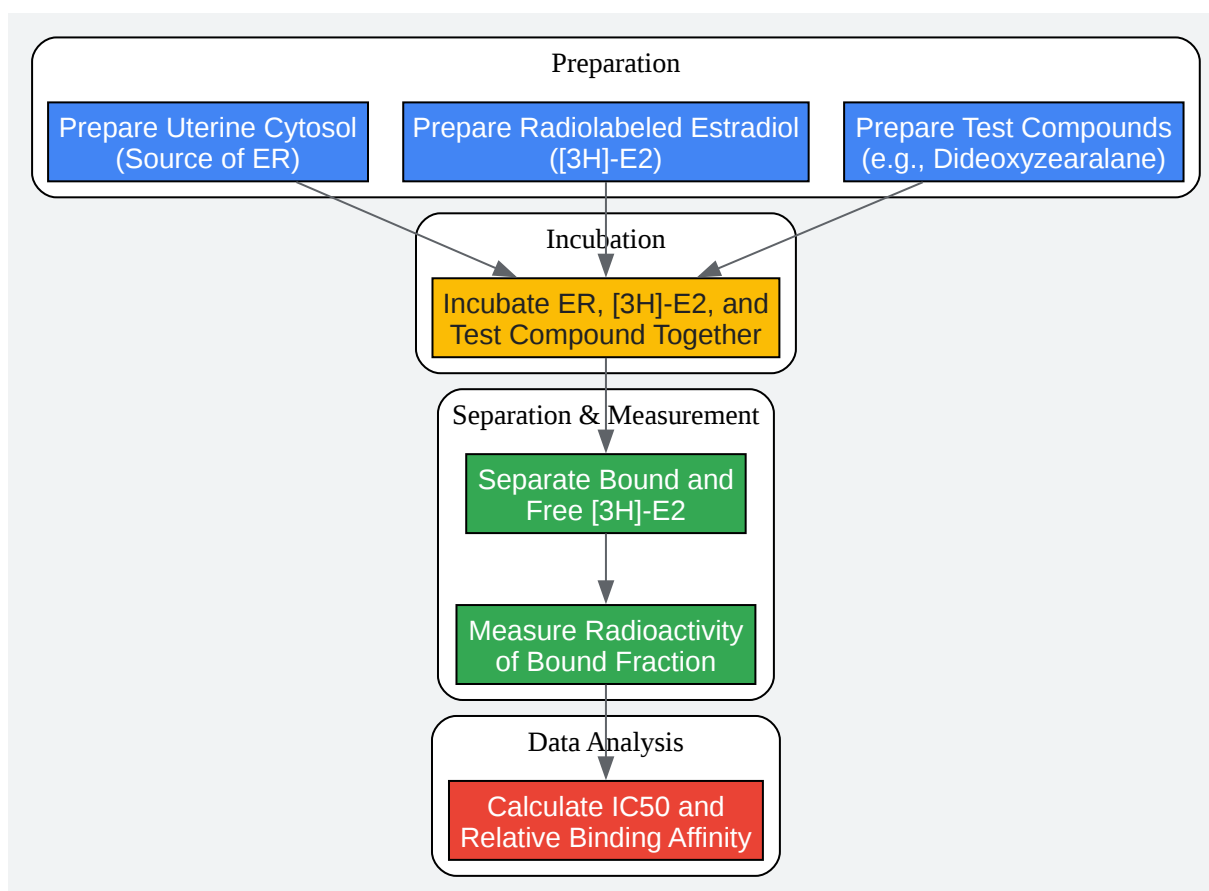 Preparation
Prepare Uterine Cytosol
(Source of ER)
Prepare Radiolabeled Estradiol
([3H]-E2)
Prepare Test Compounds
(e.g., Dideoxyzearalane)
Incubation
Incubate ER, [3H]-E2, and
Test Compound Together
Separation & Measurement
Separate Bound and
Free [3H]-E2
Measure Radioactivity
of Bound Fraction
Data Analysis
Calculate IC50 and
Relative Binding Affinity